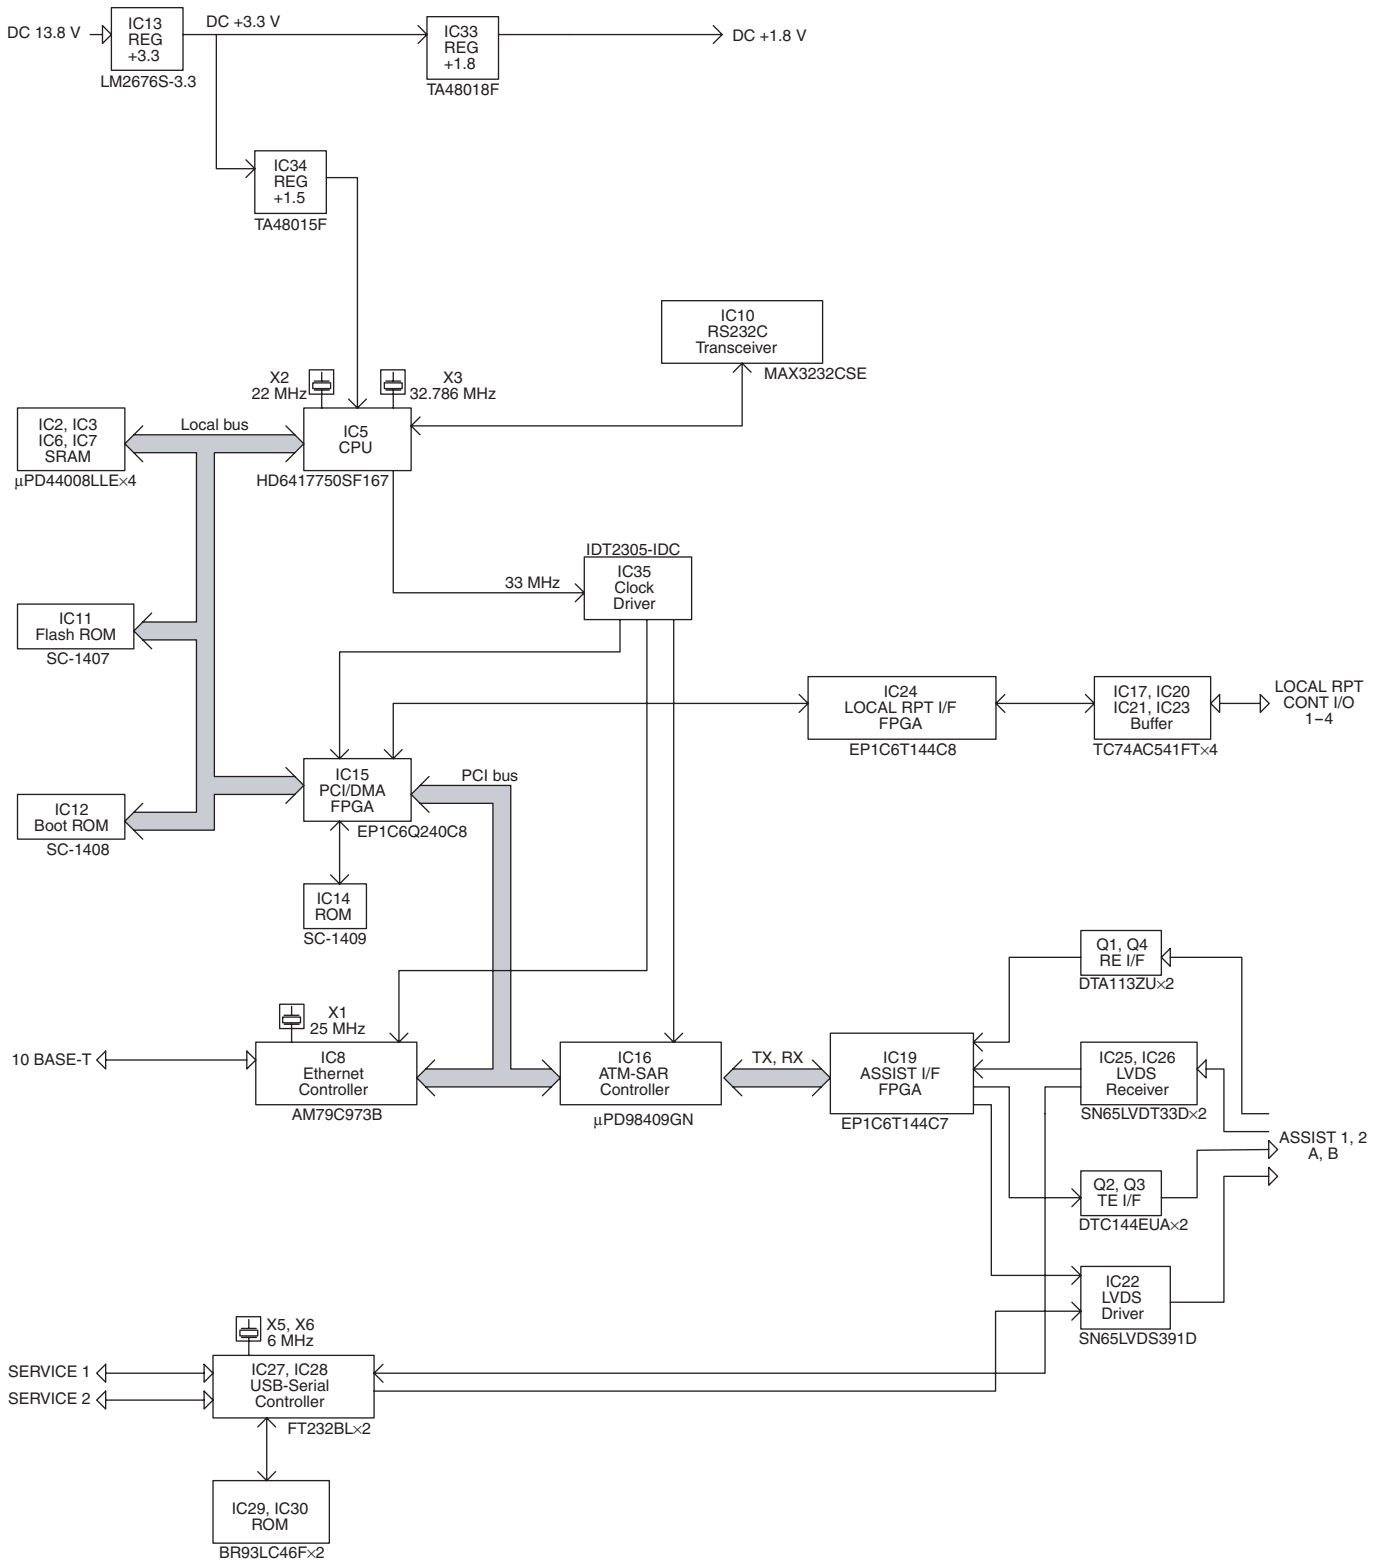 DC 13.8 V
IC13
REG
+3.3
LM2676S-3.3
DC +3.3 V
IC33
REG
+1.8
TA48018F
DC +1.8 V
IC34
REG
+1.5
TA48015F
IC10
RS232C
Transceiver
MAX3232CSE
X2
22 MHz
X3
32.786 MHz
IC2, IC3
IC6, IC7
SRAM
µPD44008LLE×4
Local bus
IC5
CPU
HD6417750SF167
IDT2305-IDC
IC35
Clock
Driver
33 MHz
IC11
Flash ROM
SC-1407
IC24
LOCAL RPT I/F
FPGA
EP1C6T144C8
IC17, IC20
IC21, IC23
Buffer
TC74AC541FT×4
LOCAL RPT
CONT I/O
1–4
IC12
Boot ROM
SC-1408
IC15
PCI/DMA
FPGA
EP1C6Q240C8
PCI bus
IC14
ROM
SC-1409
Q1, Q4
RE I/F
DTA113ZU×2
X1
25 MHz
10 BASE-T
IC8
Ethernet
Controller
AM79C973B
IC16
ATM-SAR
Controller
µPD98409GN
TX, RX
IC19
ASSIST I/F
FPGA
EP1C6T144C7
IC25, IC26
LVDS
Receiver
SN65LVDT33D×2
ASSIST 1, 2
A, B
Q2, Q3
TE I/F
DTC144EUA×2
IC22
LVDS
Driver
SN65LVDS391D
X5, X6
6 MHz
SERVICE 1
SERVICE 2
IC27, IC28
USB-Serial
Controller
FT232BL×2
IC29, IC30
ROM
BR93LC46F×2